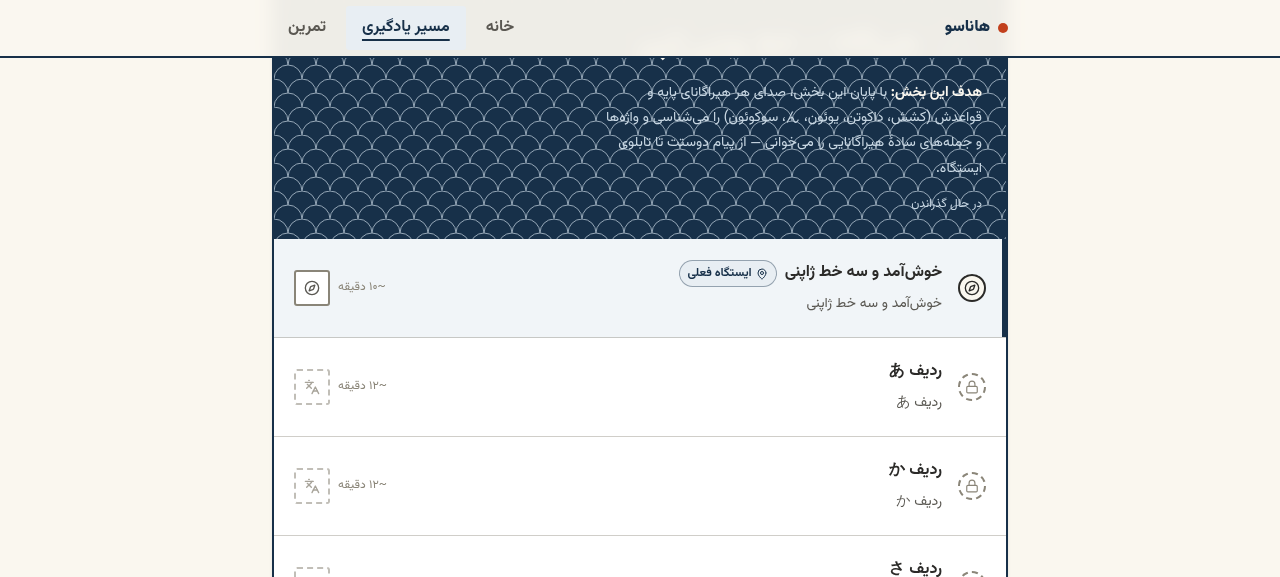 هاناسو
خانه
مسیر یادگیری
تمرین
هدف این بخش: با پایان این بخش، صدای هر هیراگانای پایه و
قواعدش (کشش، داکوتن، یوئون، ん، سوکوئون) را می‌شناسی و واژه‌ها
و جمله‌های سادهٔ هیراگانایی را می‌خوانی — از پیام دوستت تا تابلوی
ایستگاه.
در حال گذراندن
خوش‌آمد و سه خط ژاپنی
ایستگاه فعلی
خوش‌آمد و سه خط ژاپنی
~۱۰ دقیقه
ردیف あ
ردیف あ
~۱۲ دقیقه
ردیف か
ردیف か
~۱۲ دقیقه
ردیف さ